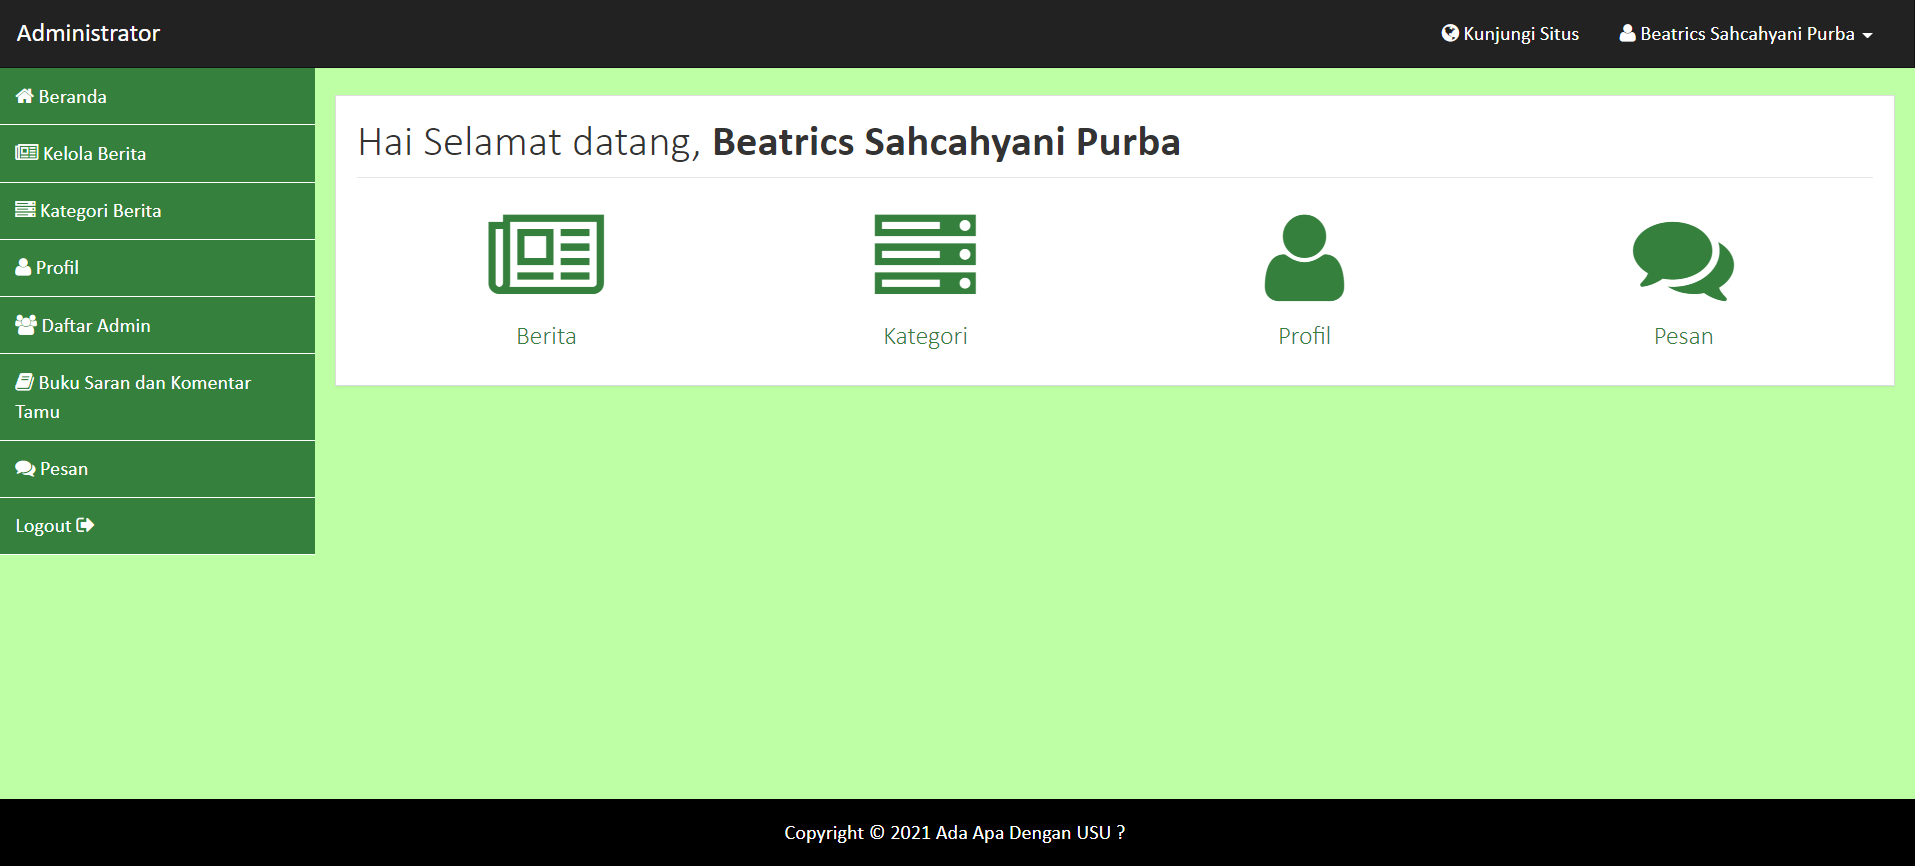 Administrator
Kunjungi Situs
Beatrics Sahcahyani Purba
Beranda
Kelola Berita
Kategori Berita
Profil
Daftar Admin
Buku Saran dan Komentar
Tamu
Pesan
Logout
Hai Selamat datang, Beatrics Sahcahyani Purba
Berita
Kategori
Profil
Pesan
Copyright © 2021 Ada Apa Dengan USU ?